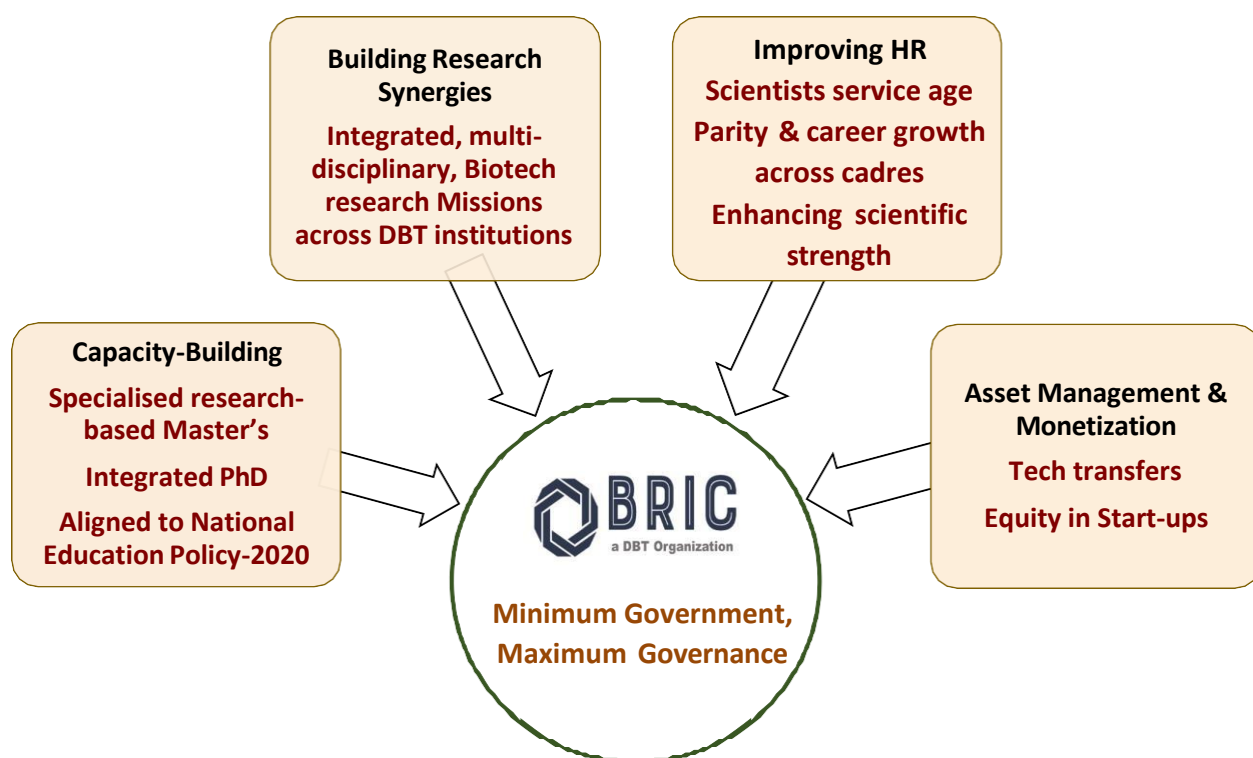 Building Research
Synergies
Integrated, multi-
disciplinary, Biotech
research Missions
across DBT institutions
Improving HR
Scientists service age
Parity & career growth
across cadres
Enhancing scientific
strength
Capacity-Building
Specialised research-
based Master’s
Integrated PhD
Aligned to National
Education Policy-2020
Asset Management &
Monetization
Tech transfers
Equity in Start-ups
BRIC
a DBT Organization
Minimum Government,
Maximum Governance